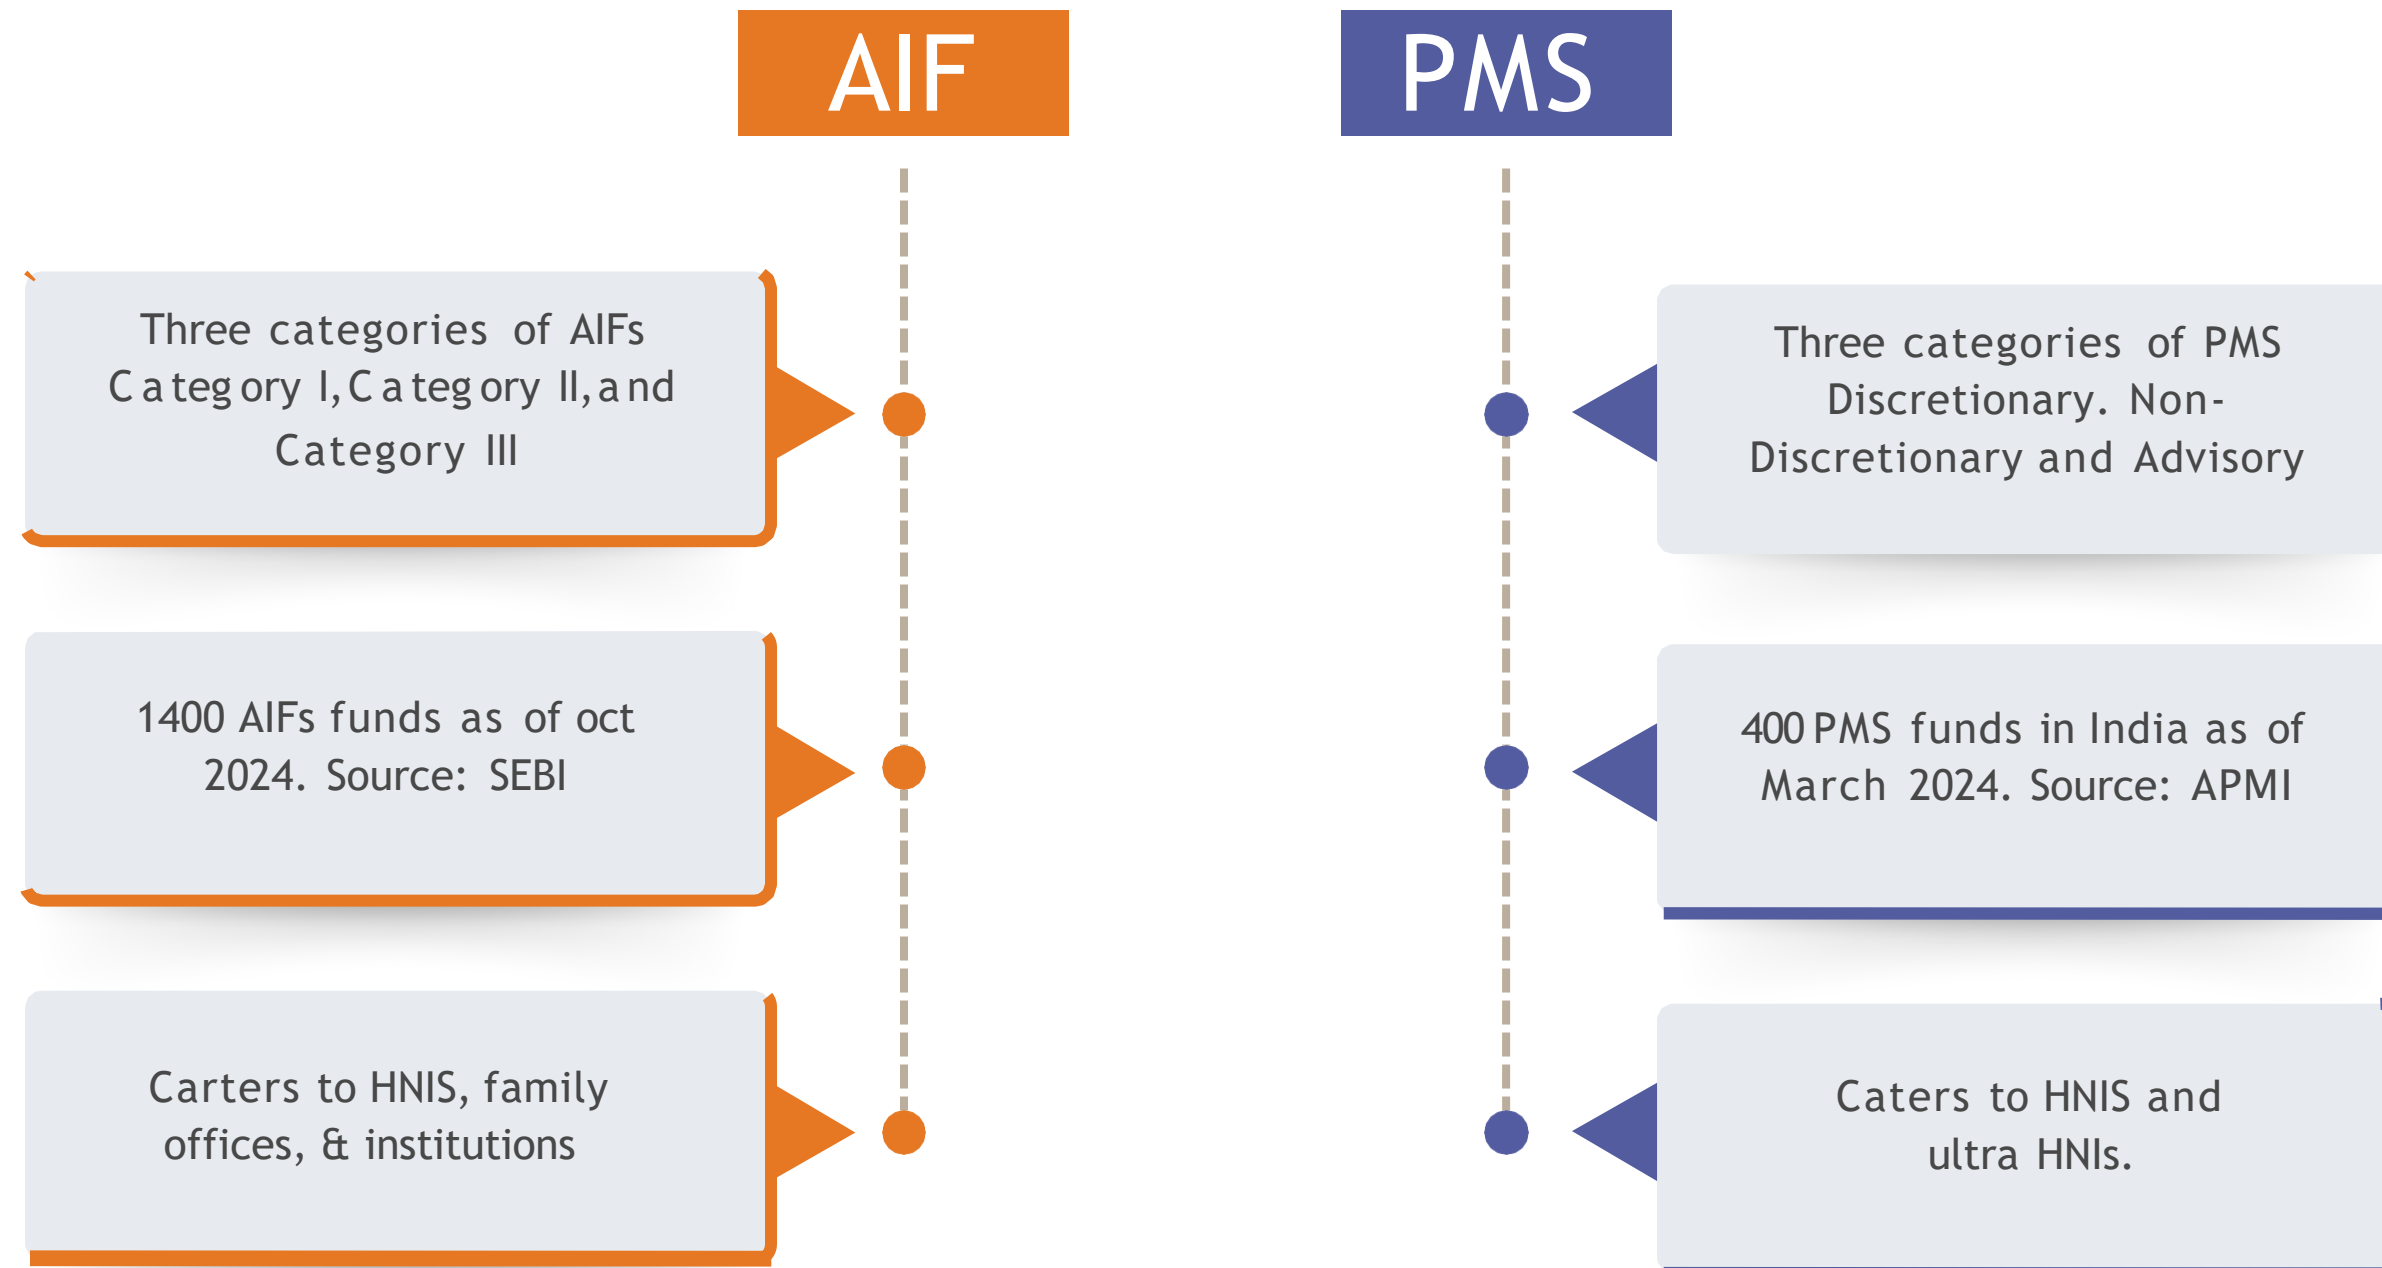 AIF
Three categories of AIFs
Category I, Category II, and
Category III
1400 AIFs funds as of oct
2024. Source: SEBI
Carters to HNIS, family
offices, & institutions
PMS
Three categories of PMS
Discretionary. Non-
Discretionary and Advisory
400 PMS funds in India as of
March 2024. Source: APMI
Caters to HNIS and
ultra HNIs.